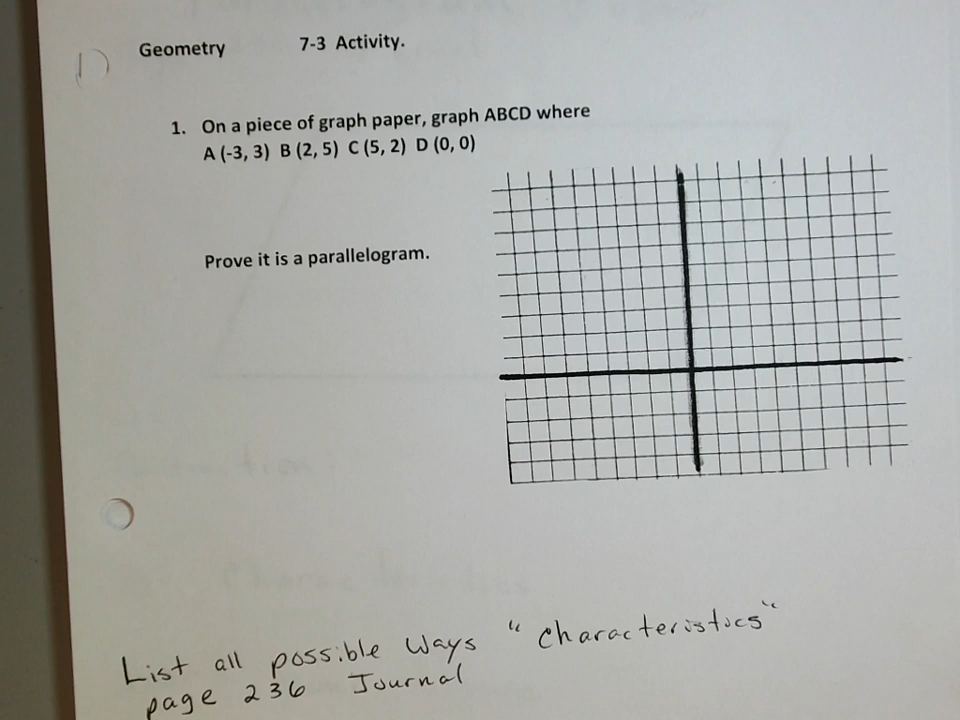 Geometry 7-3 Activity.
1. On a piece of graph paper, graph ABCD where
A (-3, 3) B (2, 5) C (5, 2) D (0, 0)
Prove it is a parallelogram.
List all possible Ways "characteristics"
page 236 Journal